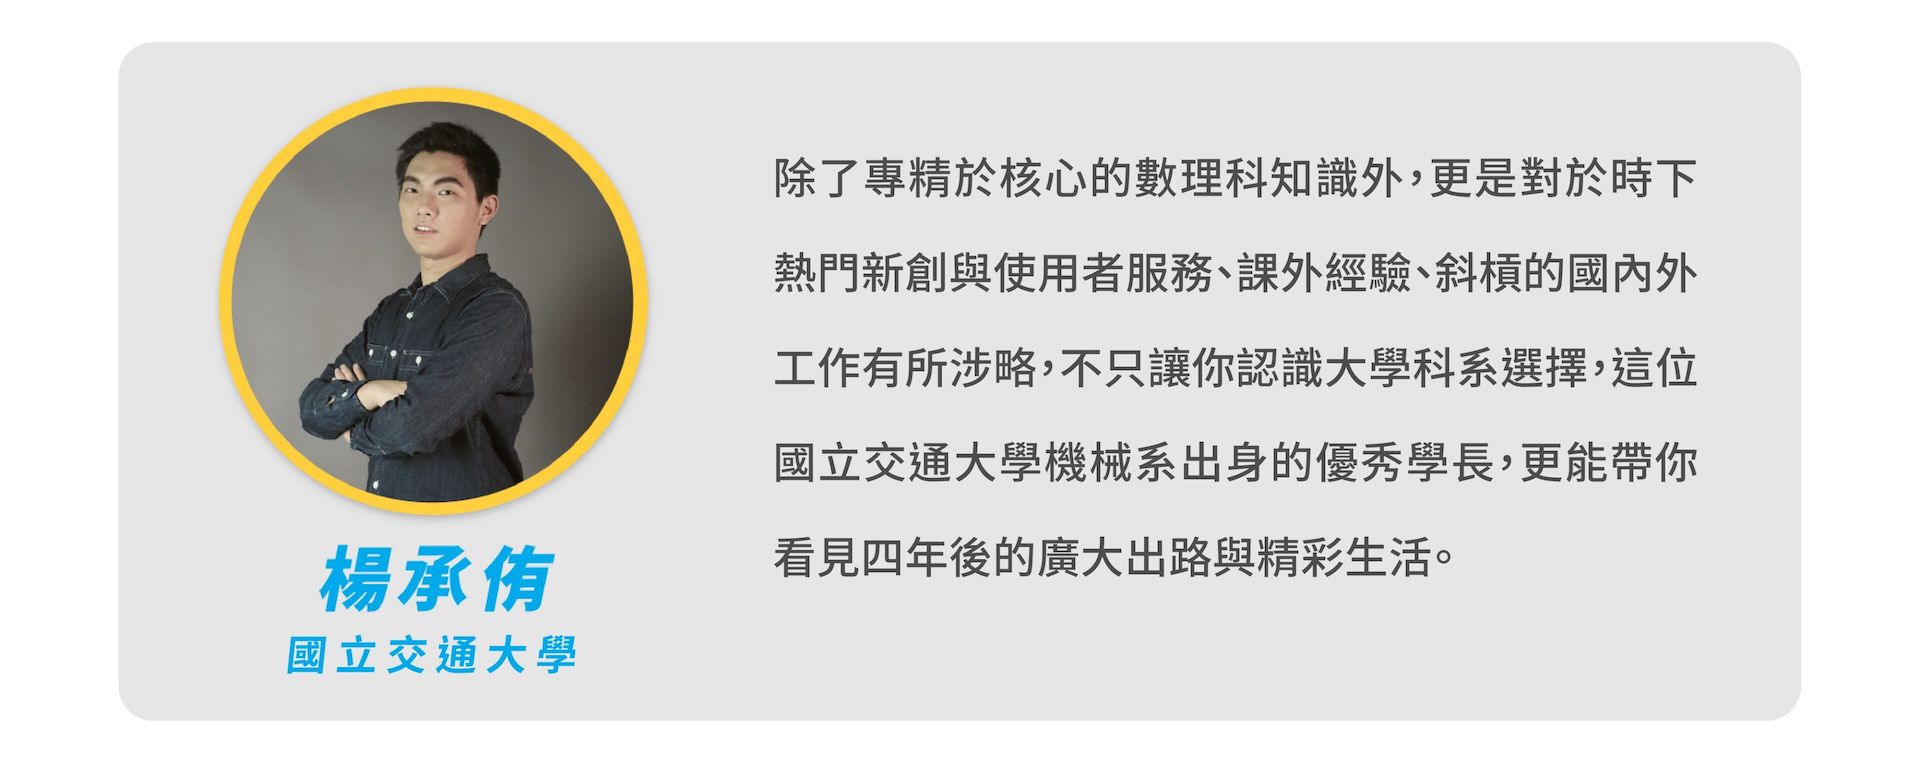 除了專精於核心的數理科知識外，更是對於時下
熱門新創與使用者服務、課外經驗、斜槓的國內外
工作有所涉略，不只讓你認識大學科系選擇，這位
國立交通大學機械系出身的優秀學長，更能帶你
看見四年後的廣大出路與精彩生活。
楊承侑
國立交通大學